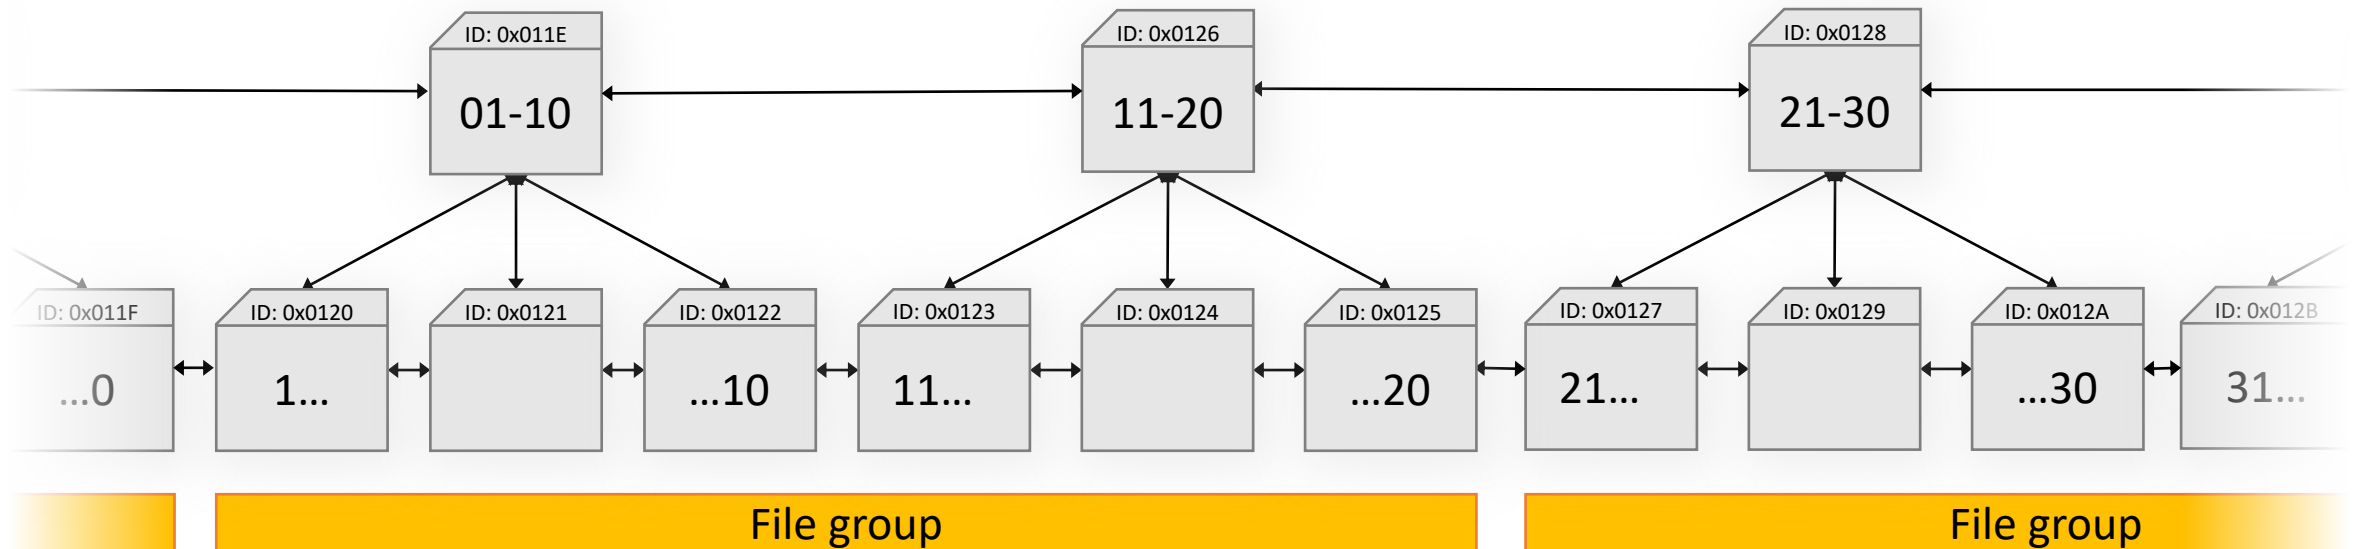 ID: 0x011E
01-10
ID: 0x0126
11-20
ID: 0x0128
21-30
ID: 0x011F
...0
ID: 0x0120
1...
ID: 0x0121
ID: 0x0122
...10
ID: 0x0123
11...
ID: 0x0124
ID: 0x0125
...20
ID: 0x0127
21...
ID: 0x0129
ID: 0x012A
...30
ID: 0x012B
31...
File group
File group